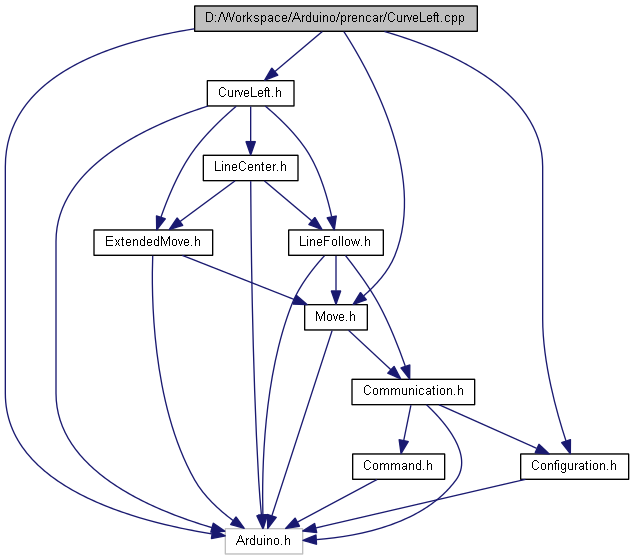 D:/Workspace/Arduino/prencar/CurveLeft.cpp
CurveLeft.h
LineCenter.h
ExtendedMove.h
LineFollow.h
Move.h
Communication.h
Command.h
Configuration.h
Arduino.h